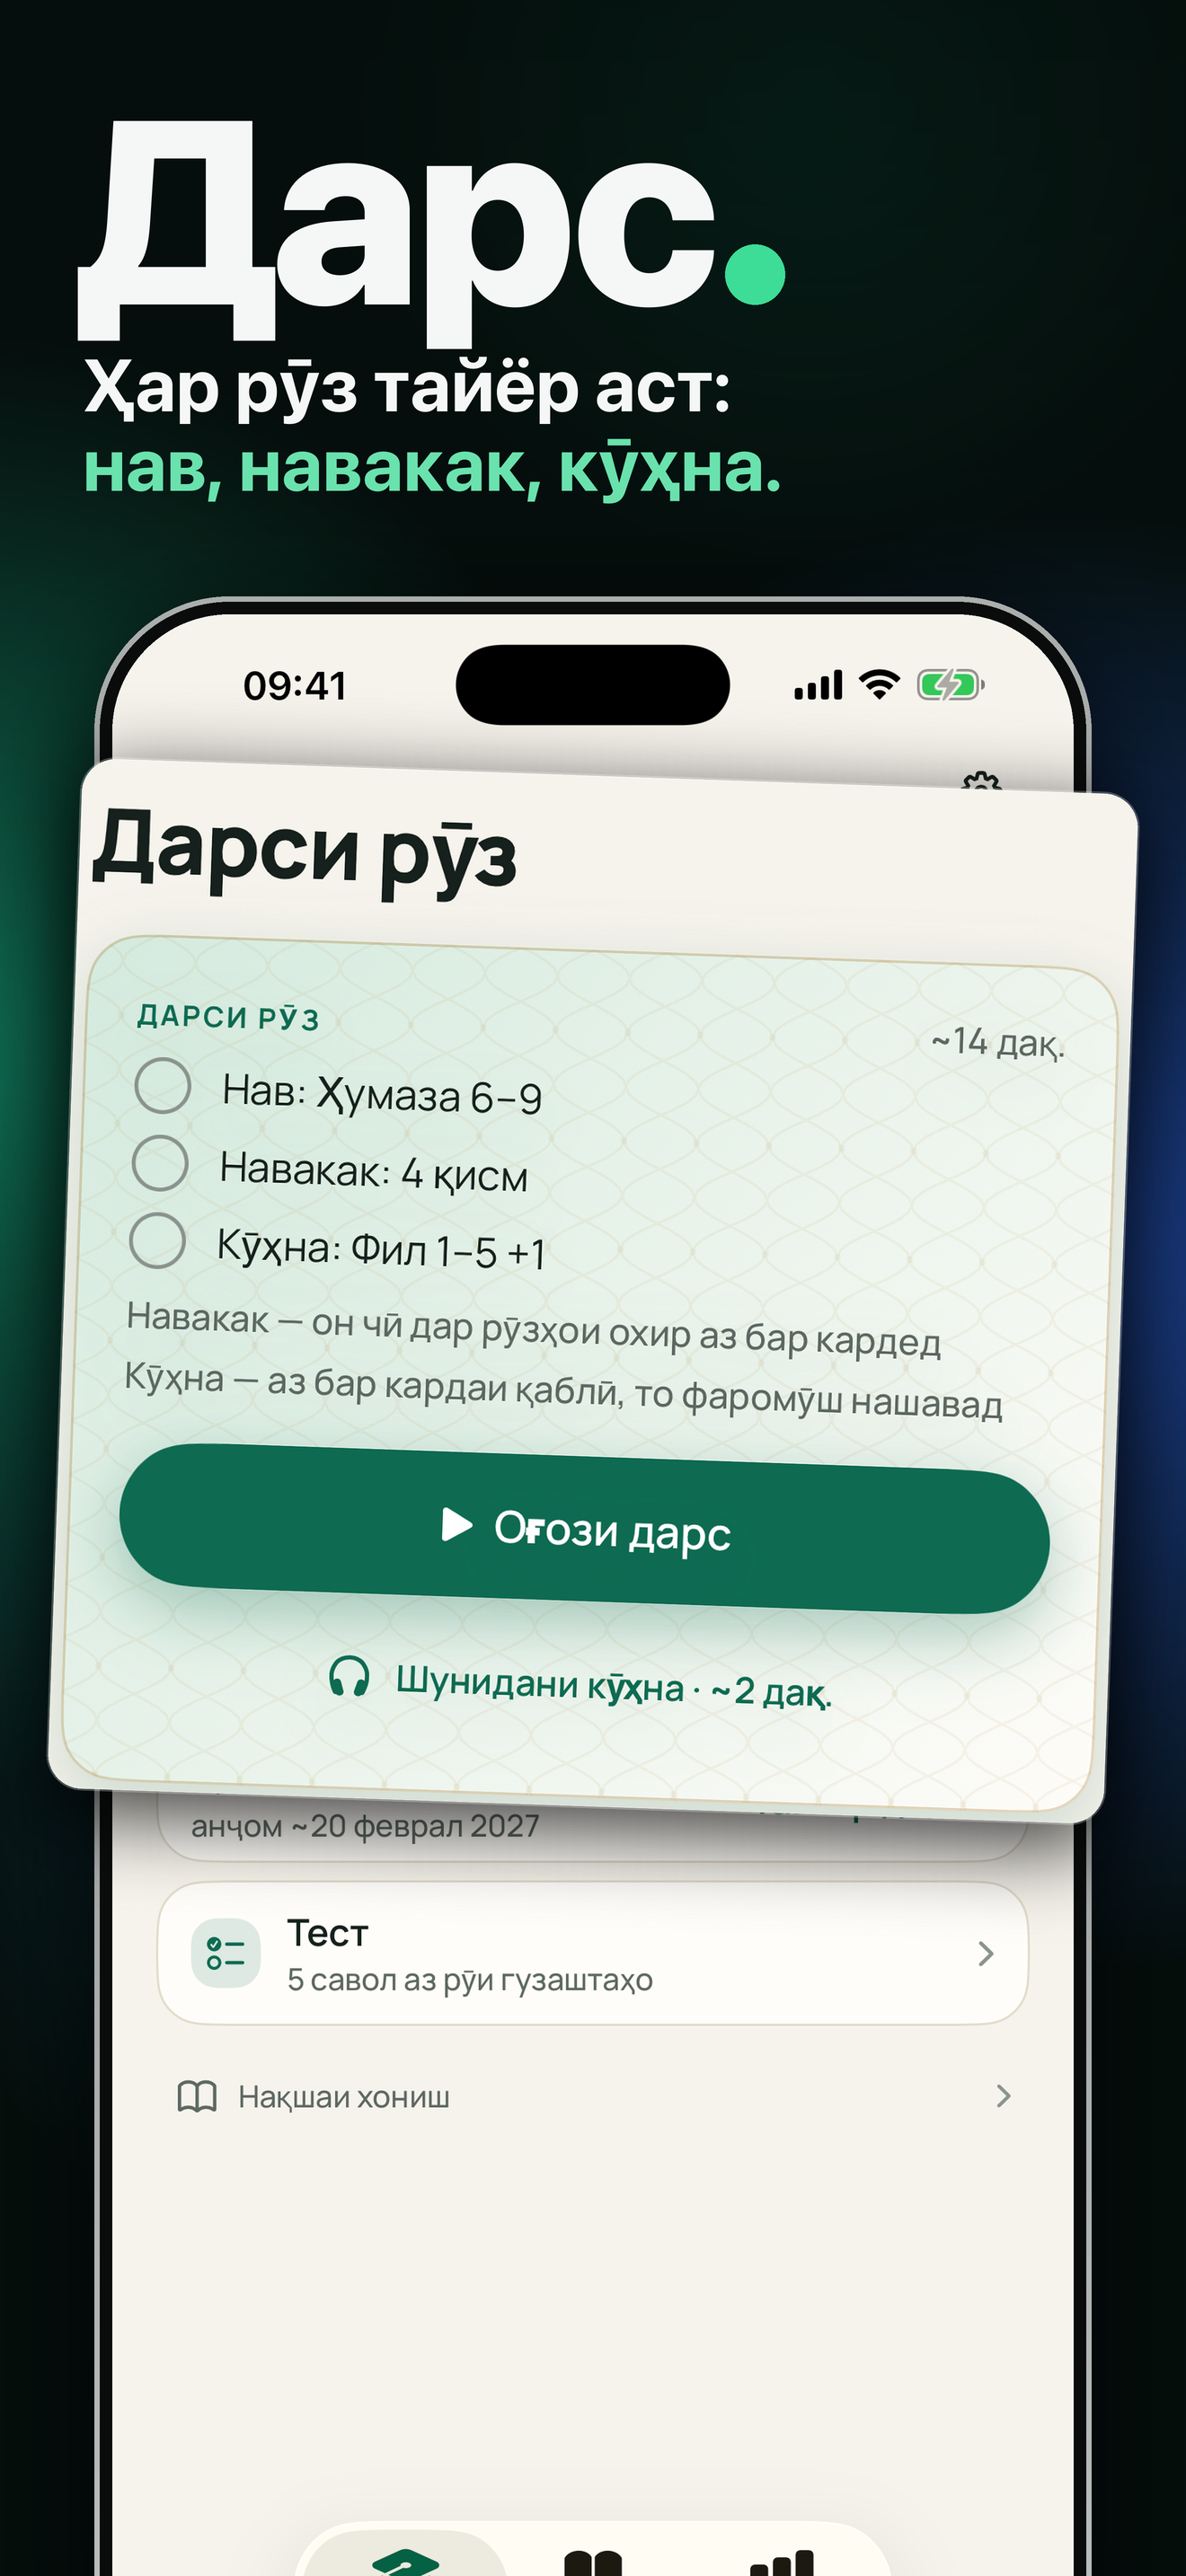 Дарс.
Ҳар рӯз тайёр аст:
нав, навакак, кӯҳна.
09:41
Дарси рӯз
ДАРСИ РӮЗ
~14 дақ.
Нав: Ҳумаза 6–9
Навакак: 4 қисм
Кӯҳна: Фил 1–5 +1
Навакак — он чӣ дар рӯзҳои охир аз бар кардед
Кӯҳна — аз бар кардаи қаблӣ, то фаромӯш нашавад
Оғози дарс
Шунидани кӯҳна · ~2 дақ.
анҷом ~20 феврал 2027
Тест
5 савол аз рӯи гузаштаҳо
Нақшаи хониш